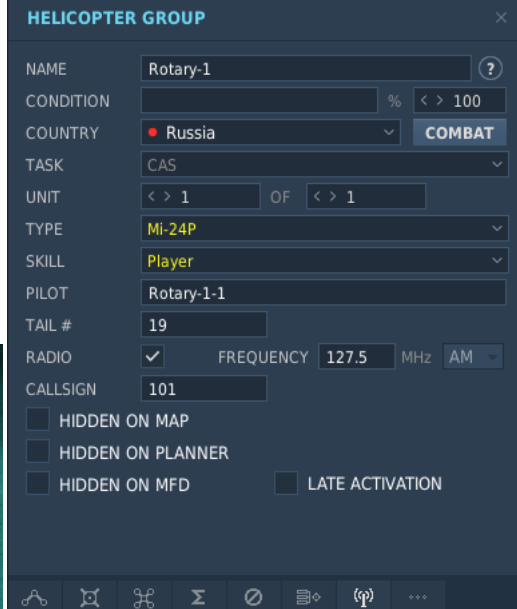 HELICOPTER GROUP
NAME Rotary-1 ?
CONDITION % < > 100
COUNTRY Russia COMBAT
TASK CAS
UNIT < > 1 OF < > 1
TYPE Mi-24P
SKILL Player
PILOT Rotary-1-1
TAIL # 19
RADIO FREQUENCY 127.5 MHz AM
CALLSIGN 101
HIDDEN ON MAP
HIDDEN ON PLANNER
HIDDEN ON MFD LATE ACTIVATION